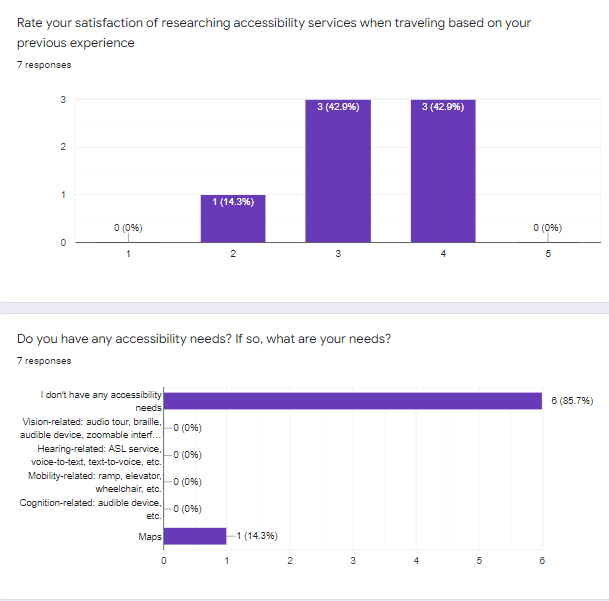 Rate your satisfaction of researching accessibility services when traveling based on your
previous experience
7 responses
3
2
1
0
0 (0%)
1 (14.3%)
3 (42.9%)
3 (42.9%)
0 (0%)
1 2 3 4 5
Do you have any accessibility needs? If so, what are your needs?
7 responses
I don't have any accessibility
needs
6 (85.7%)
Vision-related: audio tour, braille,
audible device, zoomable interf...
0 (0%)
Hearing-related: ASL service,
voice-to-text, text-to-voice, etc.
0 (0%)
Mobility-related: ramp, elevator,
wheelchair, etc.
0 (0%)
Cognition-related: audible device,
etc.
0 (0%)
Maps
1 (14.3%)
0 1 2 3 4 5 6